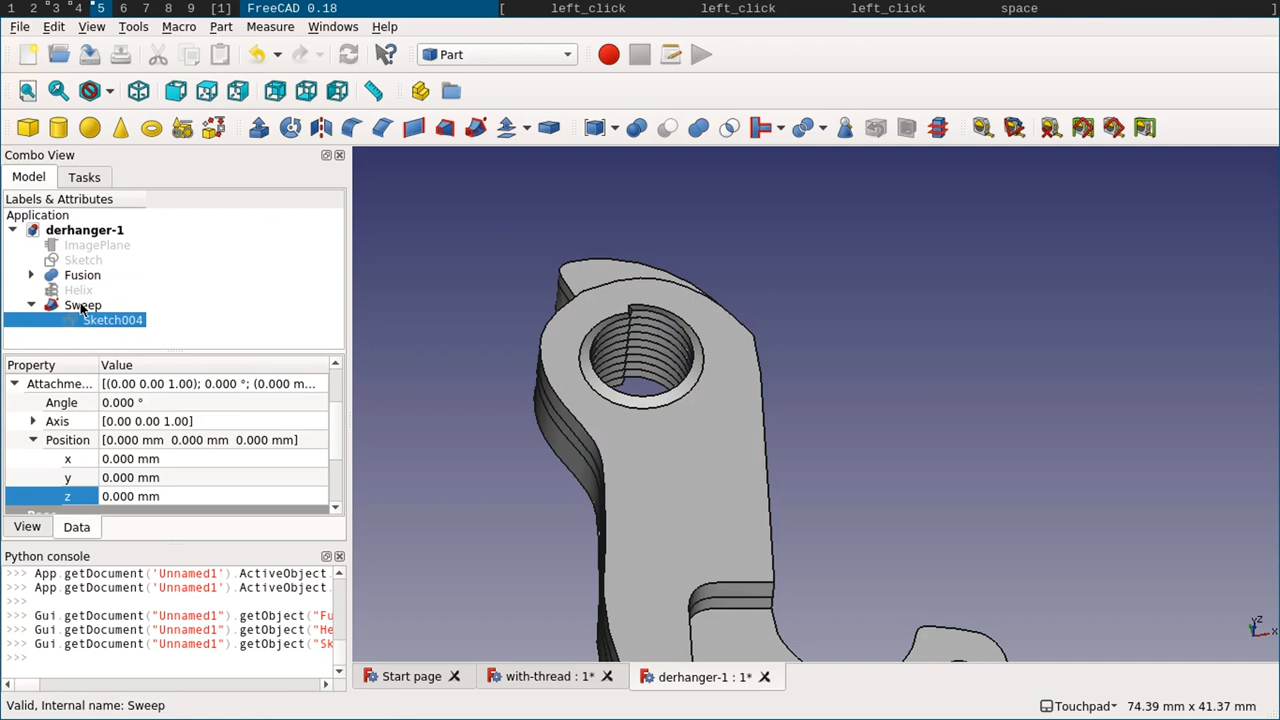 1 2 3 4 5 6 7 8 9 [1] FreeCAD 0.18 [ left_click left_click left_click space ]
File Edit View Tools Macro Part Measure Windows Help
Part
Combo View
Model Tasks
Labels & Attributes
Application
derhanger-1
ImagePlane
Sketch
Fusion
Helix
Sweep
Sketch004
Property Value
Attachme... [(0.00 0.00 1.00); 0.000 °; (0.000 m...
Angle 0.000 °
Axis [0.00 0.00 1.00]
Position [0.000 mm 0.000 mm 0.000 mm]
x 0.000 mm
y 0.000 mm
z 0.000 mm
View Data
Python console
>>> App.getDocument('Unnamed1').ActiveObject.
>>> App.getDocument('Unnamed1').ActiveObject.
>>>
>>> Gui.getDocument("Unnamed1").getObject("Fu
>>> Gui.getDocument("Unnamed1").getObject("He
>>> Gui.getDocument("Unnamed1").getObject("Sk
>>>
Start page with-thread : 1* derhanger-1 : 1*
Valid, Internal name: Sweep Touchpad 74.39 mm x 41.37 mm